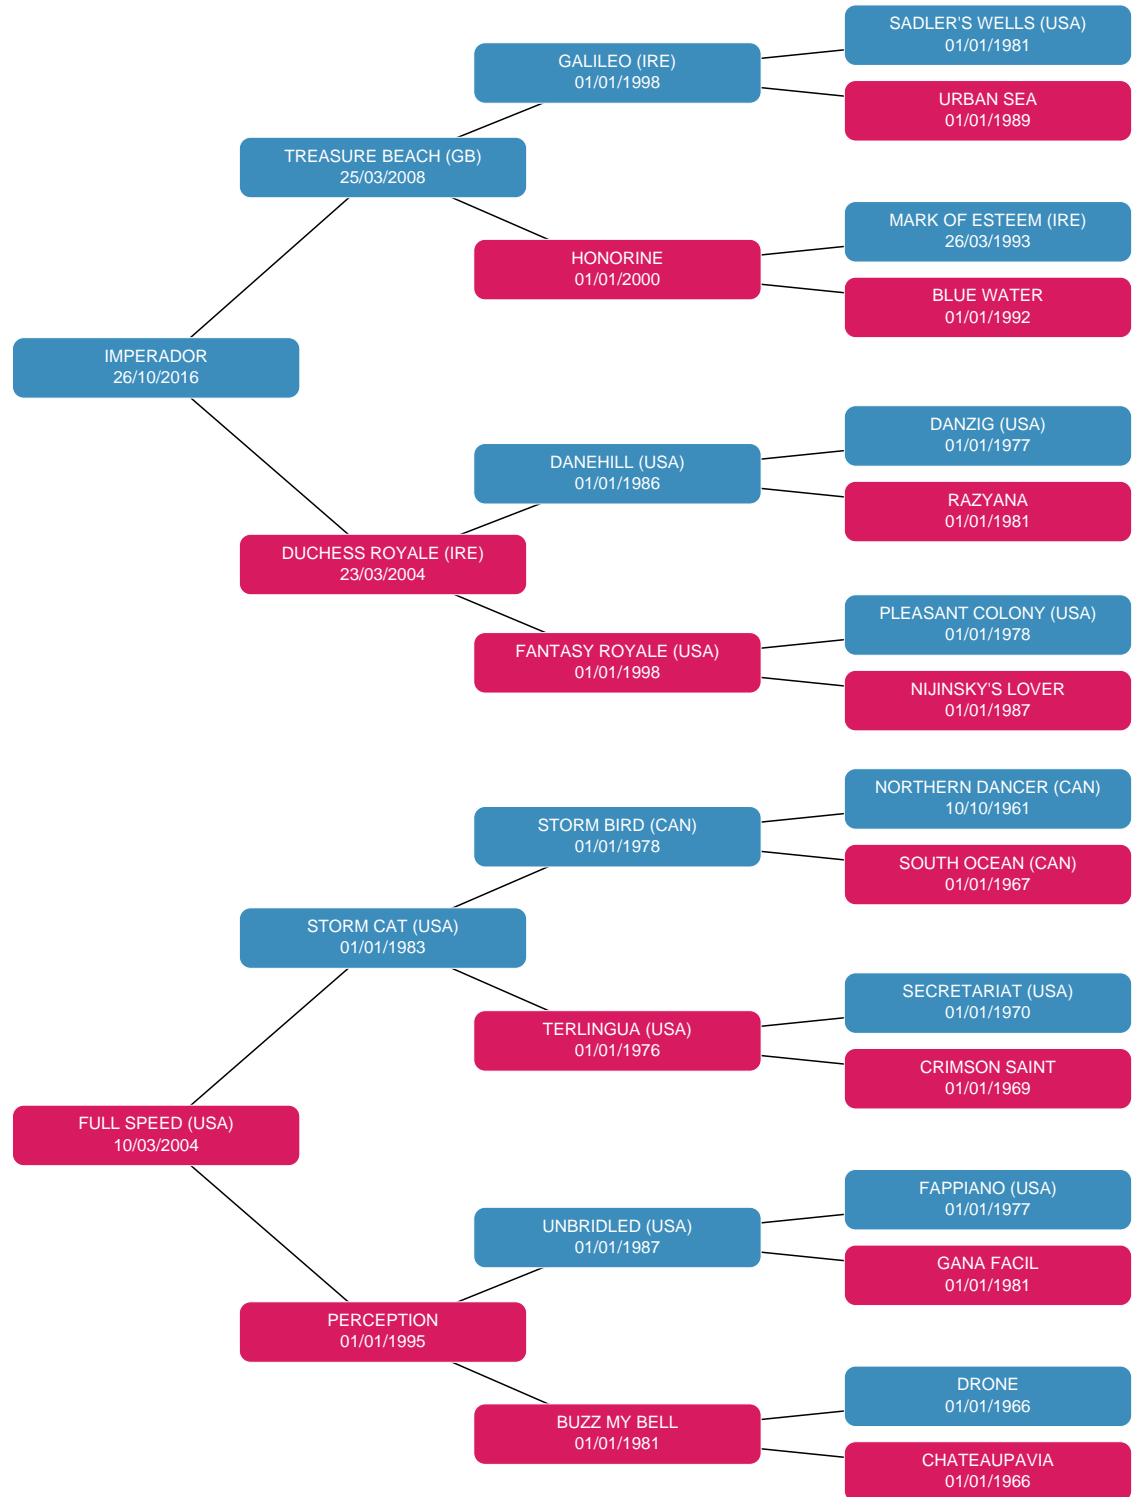 SADLER'S WELLS (USA)
01/01/1981
GALILEO (IRE)
01/01/1998
URBAN SEA
01/01/1989
TREASURE BEACH (GB)
25/03/2008
MARK OF ESTEEM (IRE)
26/03/1993
HONORINE
01/01/2000
BLUE WATER
01/01/1992
IMPERADOR
26/10/2016
DANZIG (USA)
01/01/1977
DANEHILL (USA)
01/01/1986
RAZYANA
01/01/1981
DUCHESS ROYALE (IRE)
23/03/2004
PLEASANT COLONY (USA)
01/01/1978
FANTASY ROYALE (USA)
01/01/1998
NIJINSKY'S LOVER
01/01/1987
NORTHERN DANCER (CAN)
10/10/1961
STORM BIRD (CAN)
01/01/1978
SOUTH OCEAN (CAN)
01/01/1967
STORM CAT (USA)
01/01/1983
SECRETARIAT (USA)
01/01/1970
TERLINGUA (USA)
01/01/1976
CRIMSON SAINT
01/01/1969
FULL SPEED (USA)
10/03/2004
FAPPIANO (USA)
01/01/1977
UNBRIDLED (USA)
01/01/1987
GANA FACIL
01/01/1981
PERCEPTION
01/01/1995
DRONE
01/01/1966
BUZZ MY BELL
01/01/1981
CHATEAUPAVIA
01/01/1966